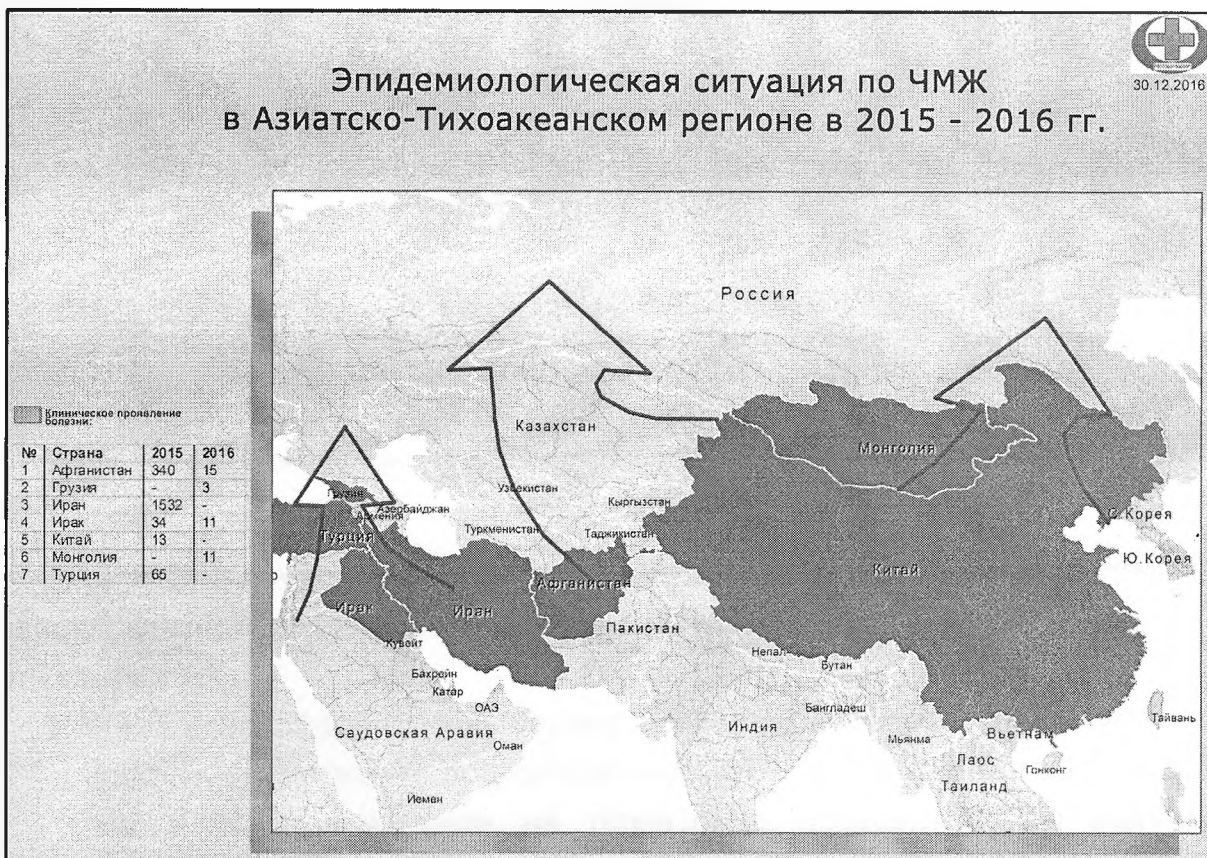 Эпидемиологическая ситуация по ЧМЖ
в Азиатско-Тихоакеанском регионе в 2015 - 2016 гг.
30.12.2016
Клиническое проявление
болезни:
№ Страна 2015 2016
1 Афганистан 340 15
2 Грузия - 3
3 Иран 1532 -
4 Ирак 34 11
5 Китай 13 -
6 Монголия - 11
7 Турция 65 -
Россия
Казахстан
Монголия
Узбекистан
Кыргызстан
Грузия
Азербайджан
Армения
Туркменистан
Таджикистан
С.Корея
Турция
Ю.Корея
Афганистан
Китай
Ирак
Иран
Пакистан
Кувейт
Непал
Бутан
Бахрейн
Катар
ОАЭ
Бангладеш
Индия
Тайвань
Саудовская Аравия
Оман
Мьянма
Вьетнам
Лаос
Гонконг
Таиланд
Йемен